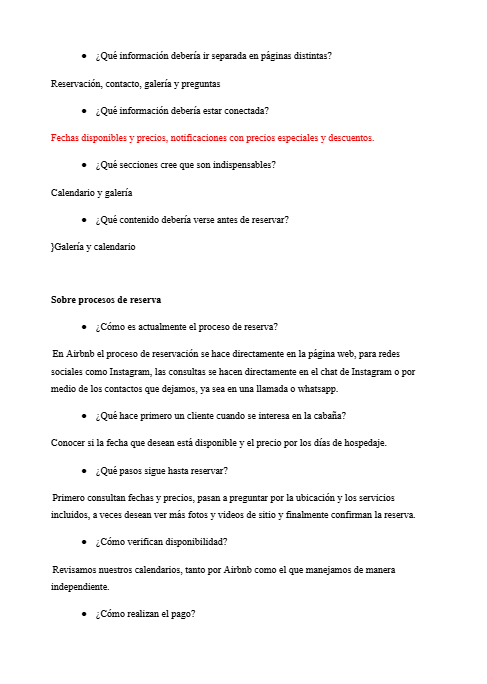 ● ¿Qué información debería ir separada en páginas distintas?
Reservación, contacto, galería y preguntas
● ¿Qué información debería estar conectada?
Fechas disponibles y precios, notificaciones con precios especiales y descuentos.
● ¿Qué secciones cree que son indispensables?
Calendario y galería
● ¿Qué contenido debería verse antes de reservar?
}Galería y calendario
Sobre procesos de reserva
● ¿Cómo es actualmente el proceso de reserva?
En Airbnb el proceso de reservación se hace directamente en la página web, para redes
sociales como Instagram, las consultas se hacen directamente en el chat de Instagram o por
medio de los contactos que dejamos, ya sea en una llamada o whatsapp.
● ¿Qué hace primero un cliente cuando se interesa en la cabaña?
Conocer si la fecha que desean está disponible y el precio por los días de hospedaje.
● ¿Qué pasos sigue hasta reservar?
Primero consultan fechas y precios, pasan a preguntar por la ubicación y los servicios
incluidos, a veces desean ver más fotos y videos de sitio y finalmente confirman la reserva.
● ¿Cómo verifican disponibilidad?
Revisamos nuestros calendarios, tanto por Airbnb como el que manejamos de manera
independiente.
● ¿Cómo realizan el pago?